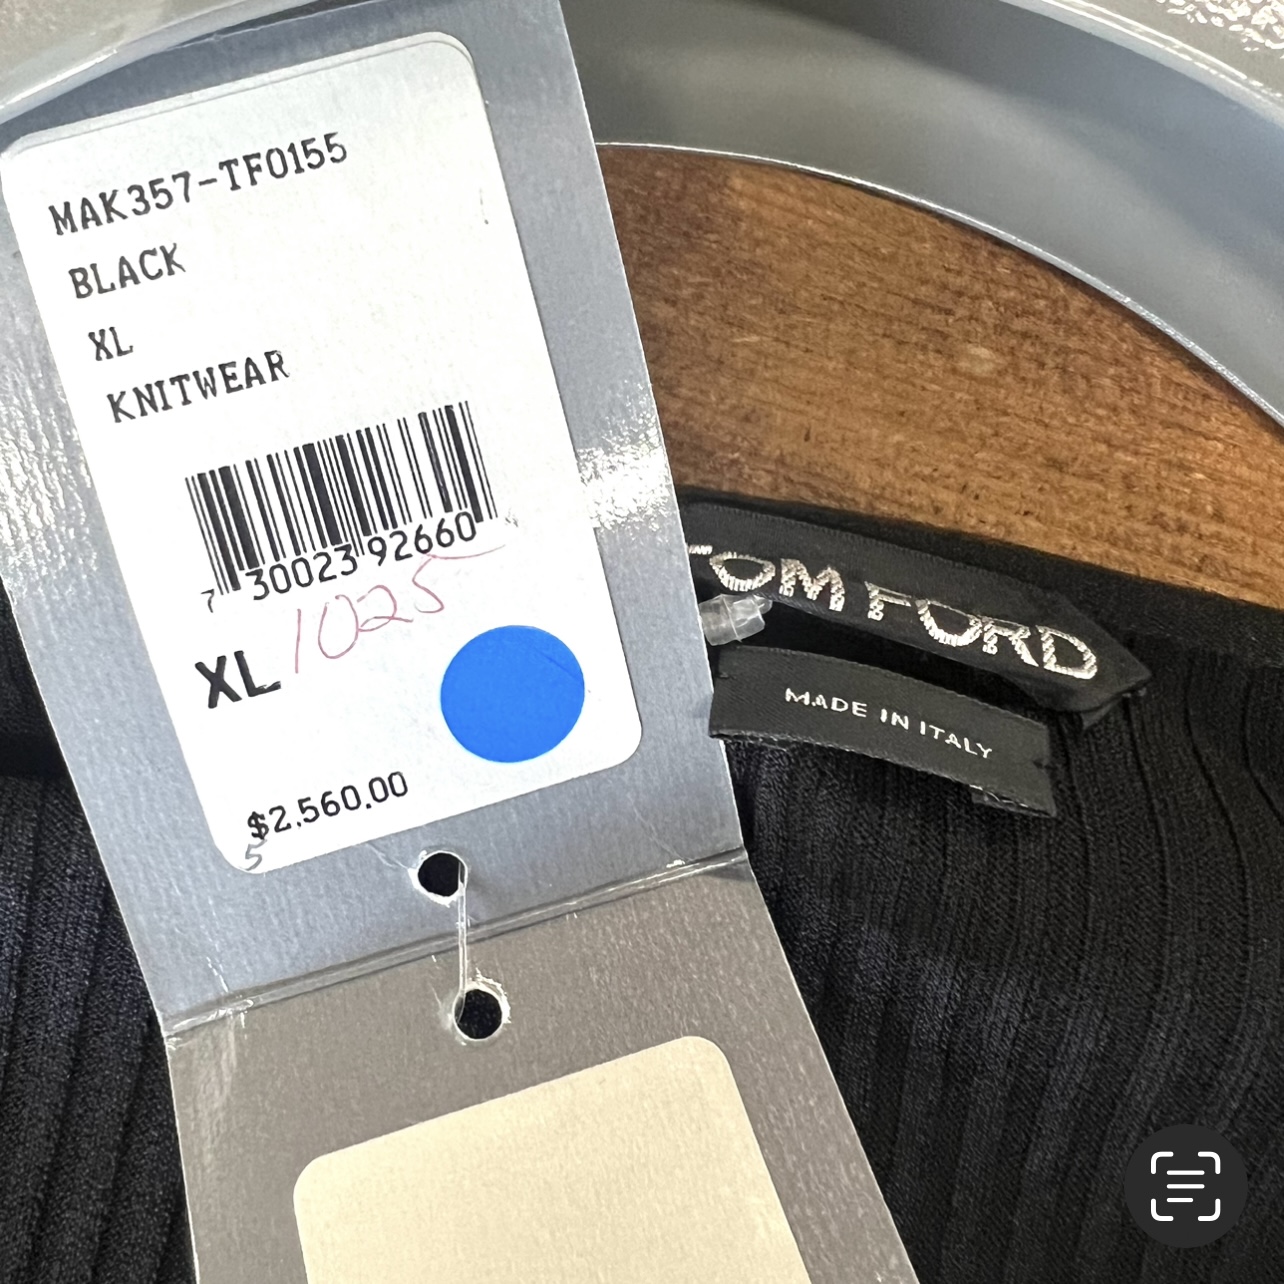 MAK357-TF0155
BLACK
XL
KNITWEAR
7 30023 92660
1025
XL
$2,560.00
5
TOM FORD
MADE IN ITALY